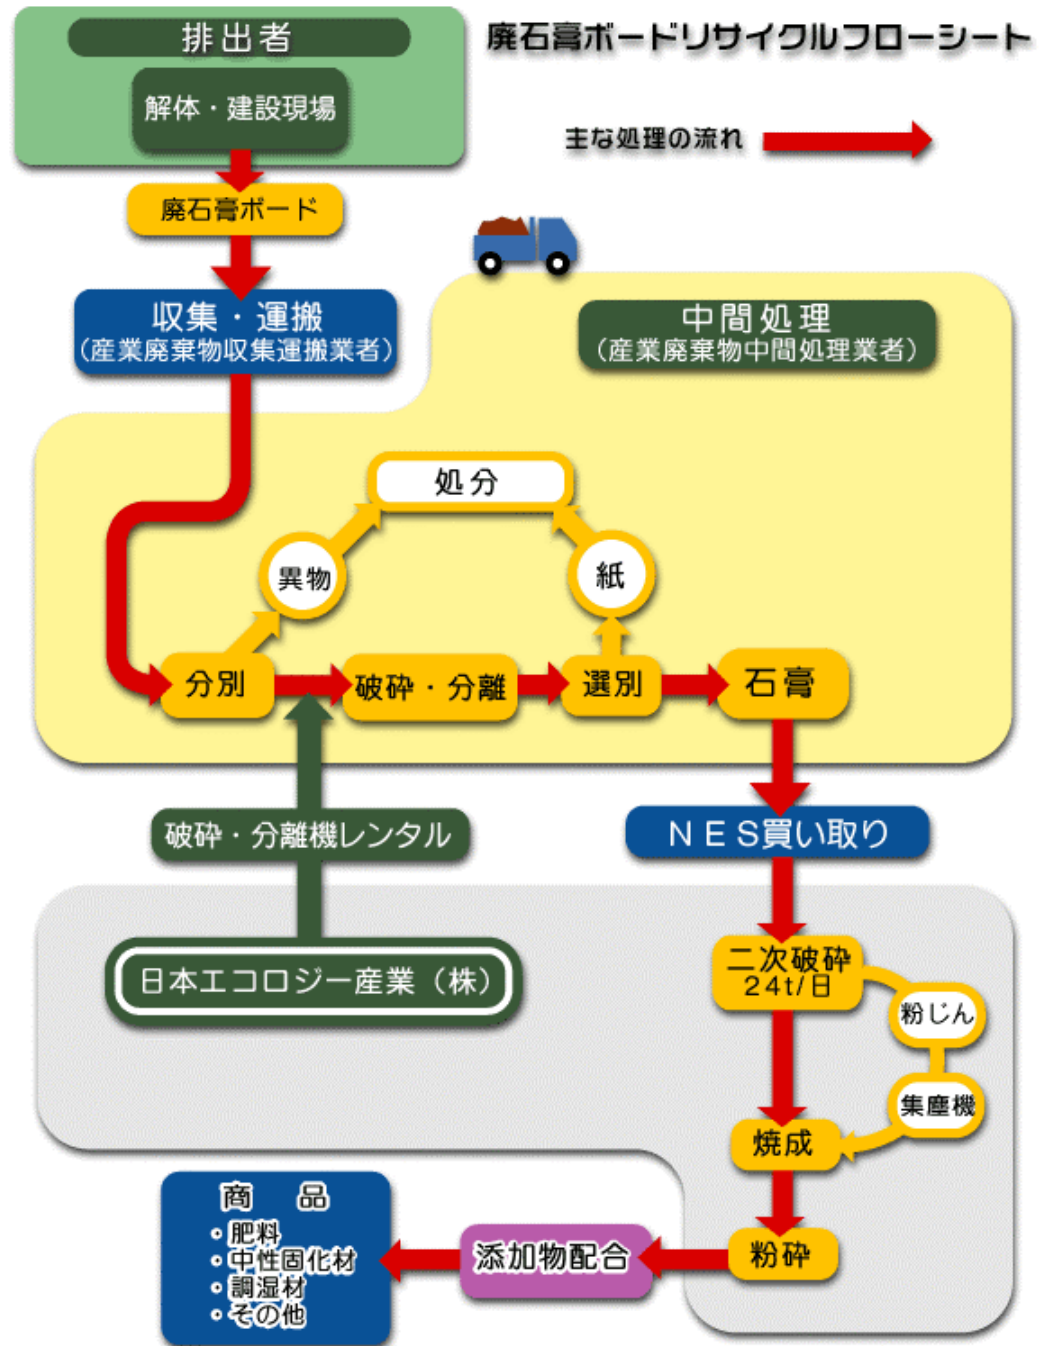 排出者
廃石膏ボードリサイクルフローシート
解体・建設現場
主な処理の流れ
廃石膏ボード
収集・運搬
（産業廃棄物収集運搬業者）
中間処理
（産業廃棄物中間処理業者）
処分
異物
紙
分別
破砕・分離
選別
石膏
破砕・分離機レンタル
ＮＥＳ買い取り
日本エコロジー産業（株）
二次破砕
24t/日
粉じん
集塵機
焼成
粉砕
添加物配合
商　品
・肥料
・中性固化材
・調湿材
・その他